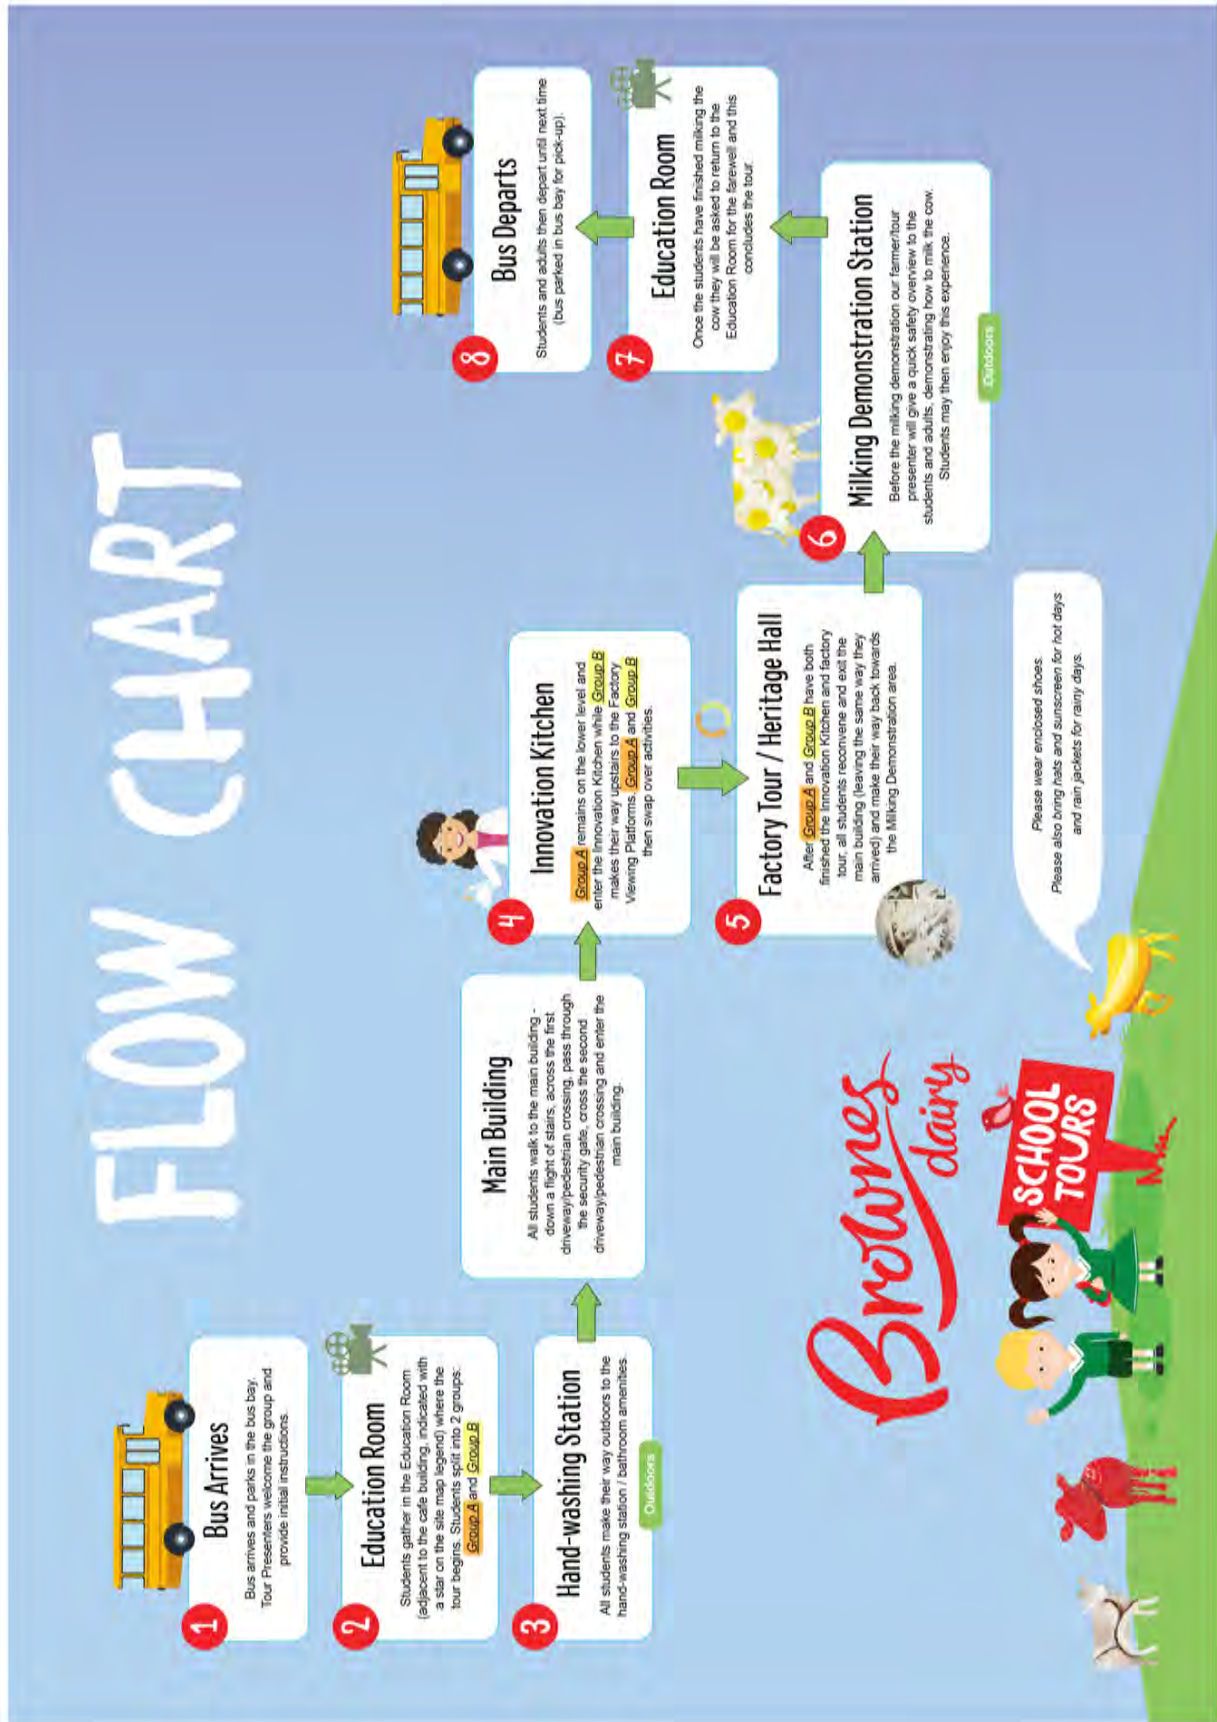 FLOW CHART
1
Bus Arrives
Bus arrives and parks in the bus bay.
Tour Presenters welcome the group and
provide initial instructions.
2
Education Room
Students gather in the Education Room
(adjacent to the cafe building, indicated with
a star on the site map legend) where the
tour begins. Students split into 2 groups:
Group A and Group B
3
Hand-washing Station
All students make their way outdoors to the
hand-washing station / bathroom amenities.
Outdoors
Main Building
All students walk to the main building -
down a flight of stairs, across the first
driveway/pedestrian crossing, pass through
the security gate, cross the second
driveway/pedestrian crossing and enter the
main building.
4
Innovation Kitchen
Group A remains on the lower level and
enter the Innovation Kitchen while Group B
makes their way upstairs to the Factory
Viewing Platforms. Group A and Group B
then swap over activities.
5
Factory Tour / Heritage Hall
After Group A and Group B have both
finished the Innovation Kitchen and factory
tour, all students reconvene and exit the
main building (leaving the same way they
arrived) and make their way back towards
the Milking Demonstration area.
6
Milking Demonstration Station
Before the milking demonstration our farmer/tour
presenter will give a quick safety overview to the
students and adults, demonstrating how to milk the cow.
Students may then enjoy this experience.
Outdoors
7
Education Room
Once the students have finished milking the
cow they will be asked to return to the
Education Room for the farewell and this
concludes the tour.
8
Bus Departs
Students and adults then depart until next time
(bus parked in bus bay for pick-up).
Brownes
dairy
SCHOOL
TOURS
Please wear enclosed shoes.
Please also bring hats and sunscreen for hot days
and rain jackets for rainy days.